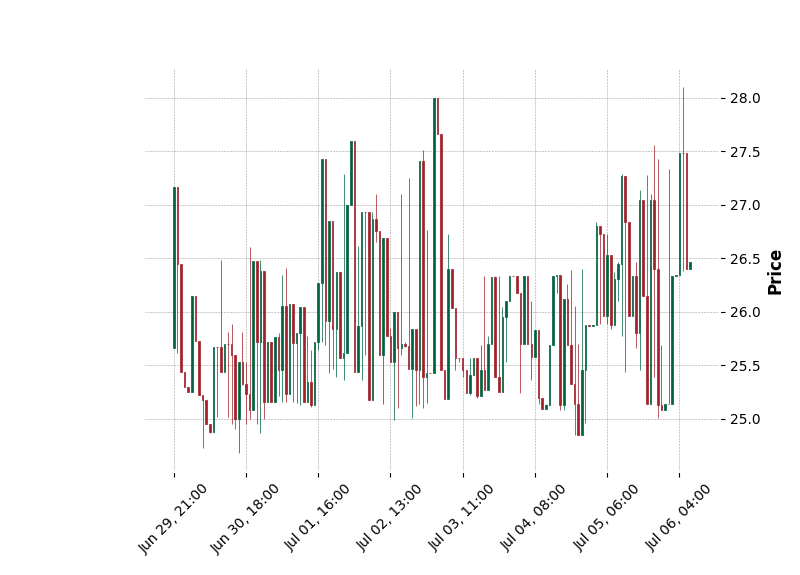 28.0
27.5
27.0
26.5
26.0
25.5
25.0
Price
Jun 29, 21:00
Jun 30, 18:00
Jul 01, 16:00
Jul 02, 13:00
Jul 03, 11:00
Jul 04, 08:00
Jul 05, 06:00
Jul 06, 04:00